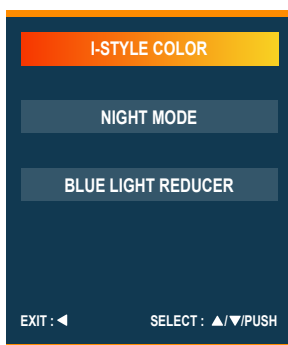 I-STYLE COLOR
NIGHT MODE
BLUE LIGHT REDUCER
EXIT : ◀ SELECT : ▲/▼/PUSH